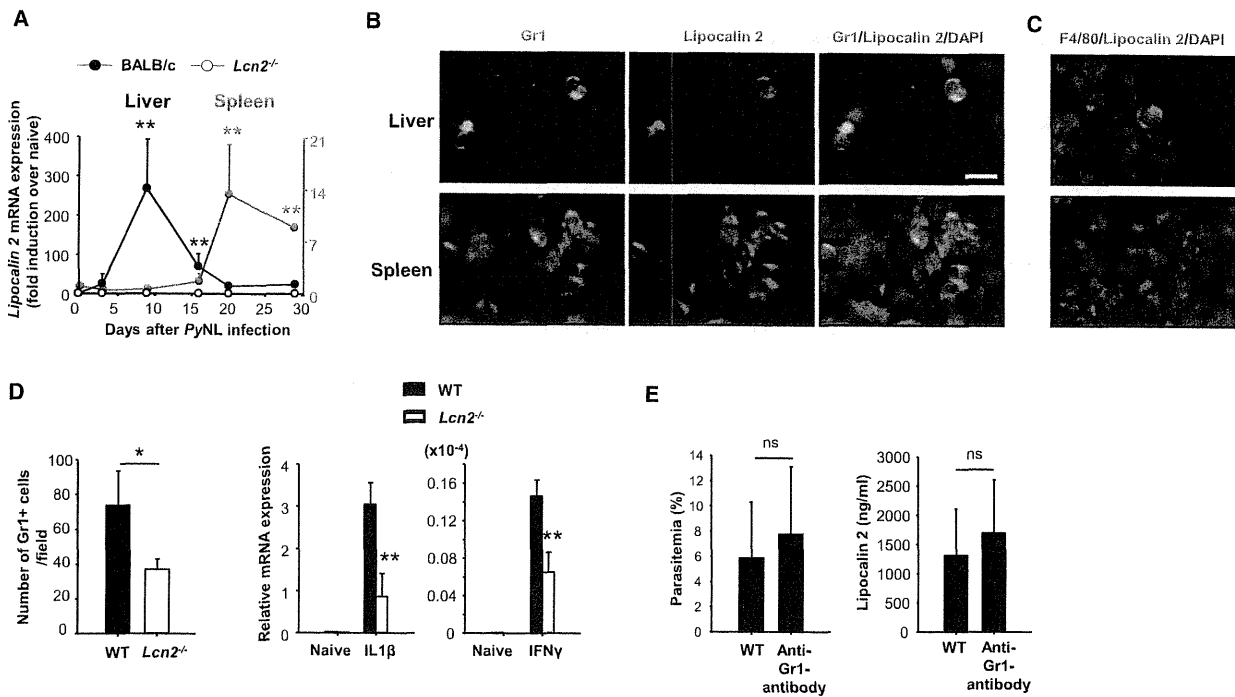 A
BALB/c
Lcn2-/-
Liver
Spleen
**
**
**
**
Lipocalin 2 mRNA expression
(fold induction over naive)
400
300
200
100
0
21
14
7
0
0
5
10
15
20
25
30
Days after PyNL infection
B
Gr1
Lipocalin 2
Gr1/Lipocalin 2/DAPI
Liver
Spleen
C
F4/80/Lipocalin 2/DAPI
D
WT
Lcn2-/-
Number of Gr1+ cells
/field
100
80
60
40
20
0
*
WT
Lcn2-/-
Relative mRNA expression
4
3
2
1
0
**
Naive
IL1β
(x10-4)
0.16
0.12
0.08
0.04
0
**
Naive
IFNγ
E
Parasitemia (%)
14
12
10
8
6
4
2
0
ns
WT
Anti-
Gr1-
antibody
Lipocalin 2 (ng/ml)
3000
2500
2000
1500
1000
500
0
ns
WT
Anti-
Gr1-
antibody